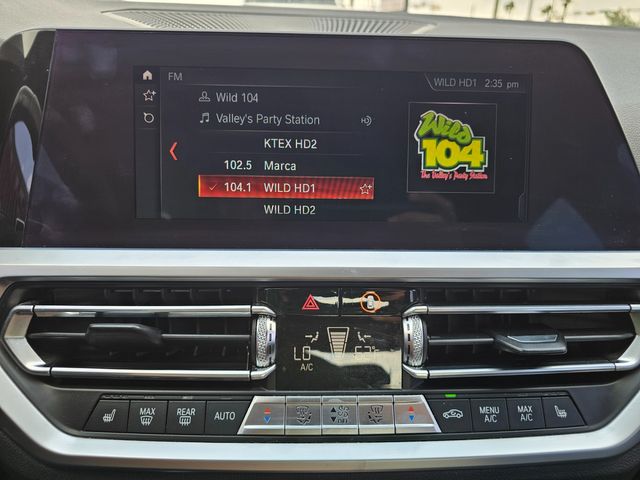 FM
WILD HD1 2:35 pm
Wild 104
Valley's Party Station
KTEX HD2
102.5 Marca
104.1 WILD HD1
WILD HD2
Wild
104
The Valley's Party Station
LO
A/C
MAX
REAR
AUTO
OFF
MENU A/C
MAX A/C